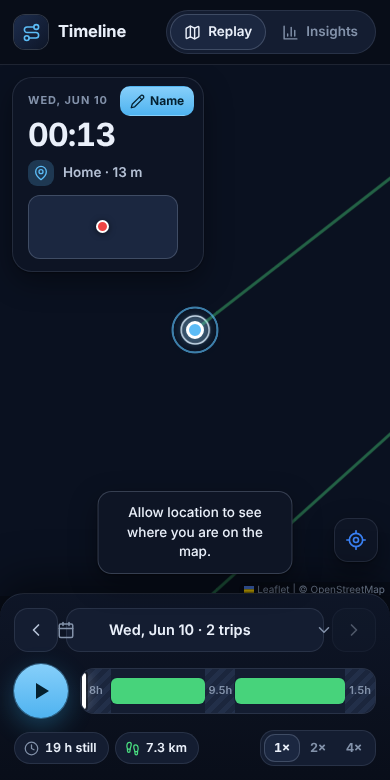 Timeline
Replay
Insights
WED, JUN 10
Name
00:13
Home · 13 m
Allow location to see
where you are on the
map.
Leaflet | © OpenStreetMap
Wed, Jun 10 · 2 trips
8h
9.5h
1.5h
19 h still
7.3 km
1×
2×
4×